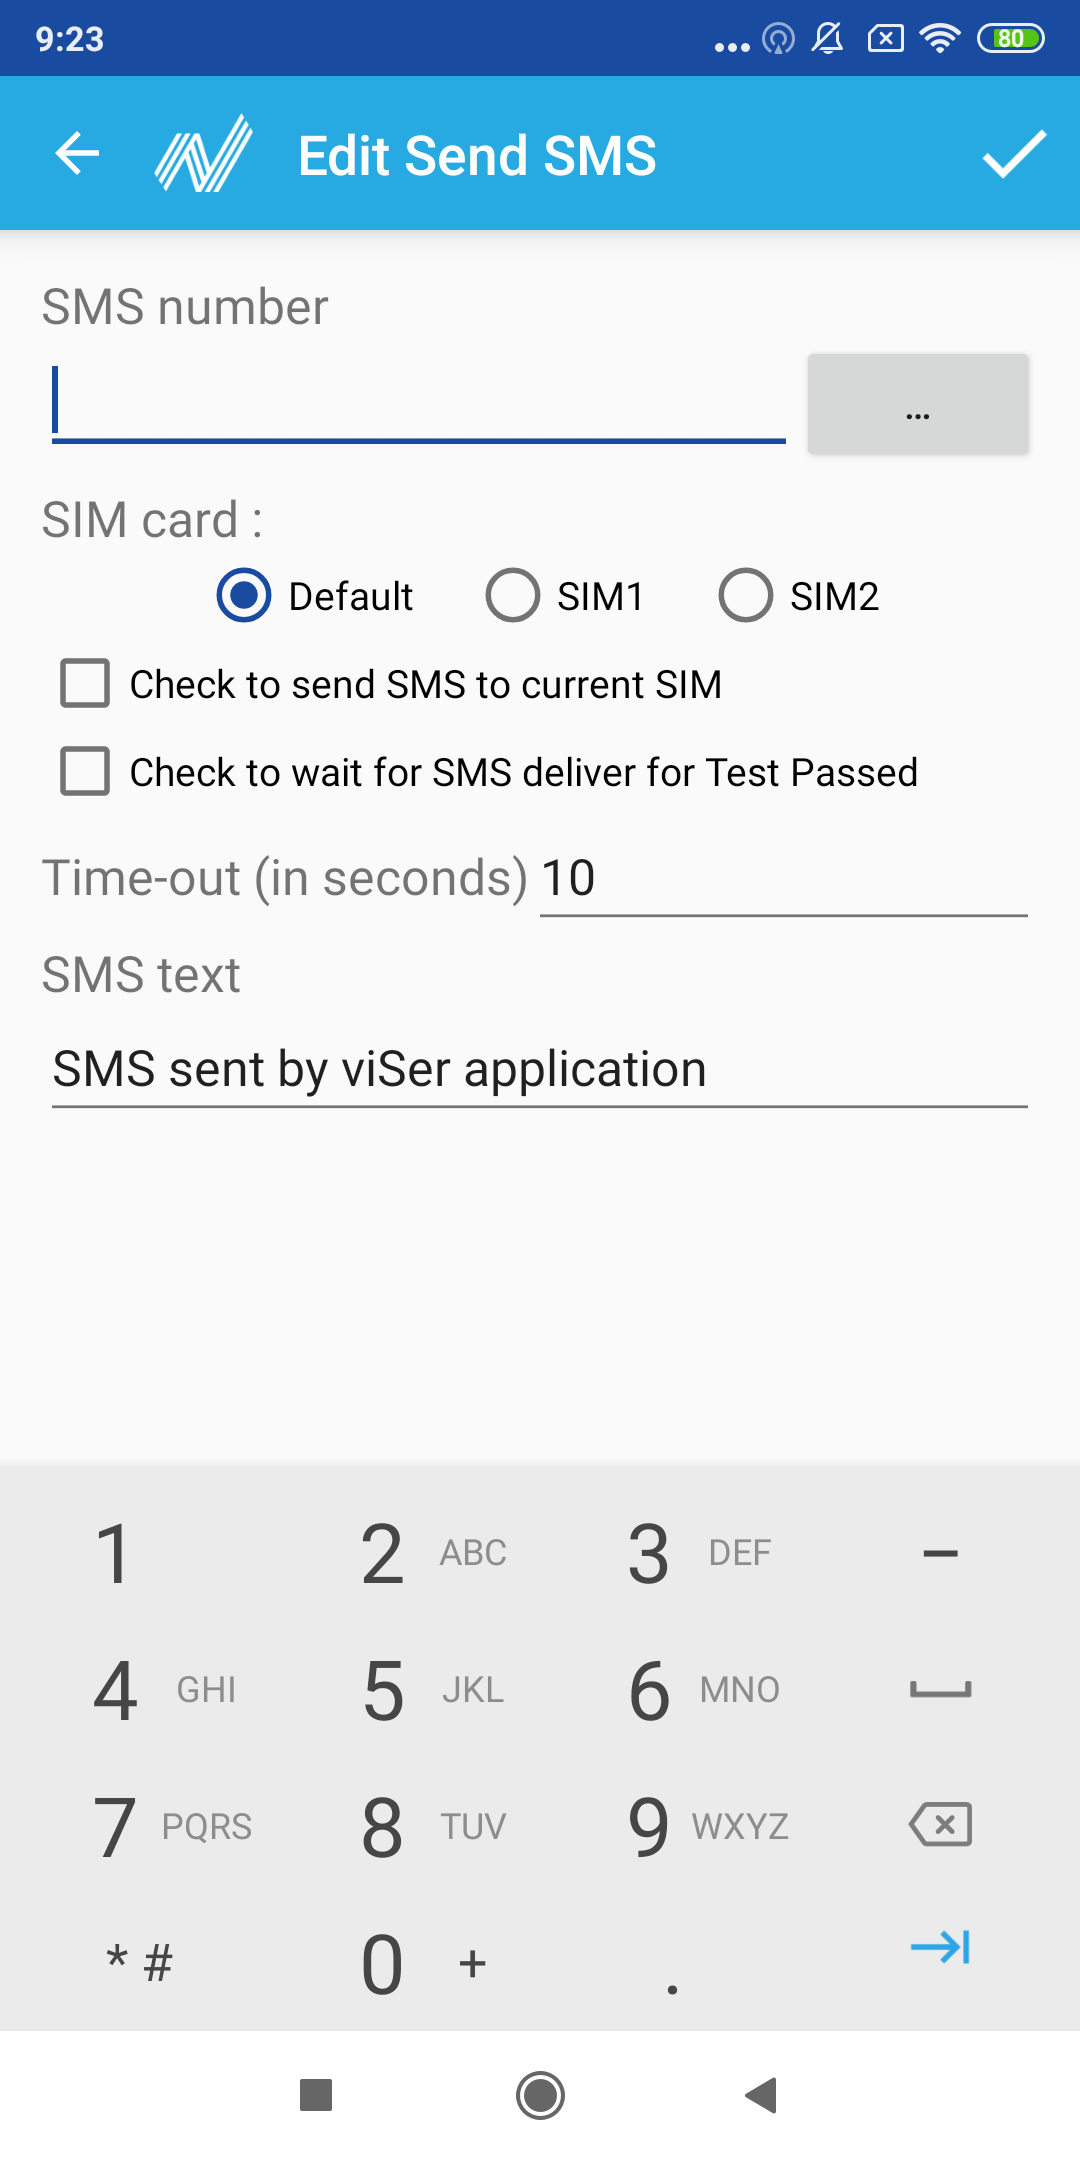 9:23
80
Edit Send SMS
SMS number
...
SIM card :
Default SIM1 SIM2
Check to send SMS to current SIM
Check to wait for SMS deliver for Test Passed
Time-out (in seconds) 10
SMS text
SMS sent by viSer application
1 2 ABC 3 DEF –
4 GHI 5 JKL 6 MNO
7 PQRS 8 TUV 9 WXYZ
* # 0 + .